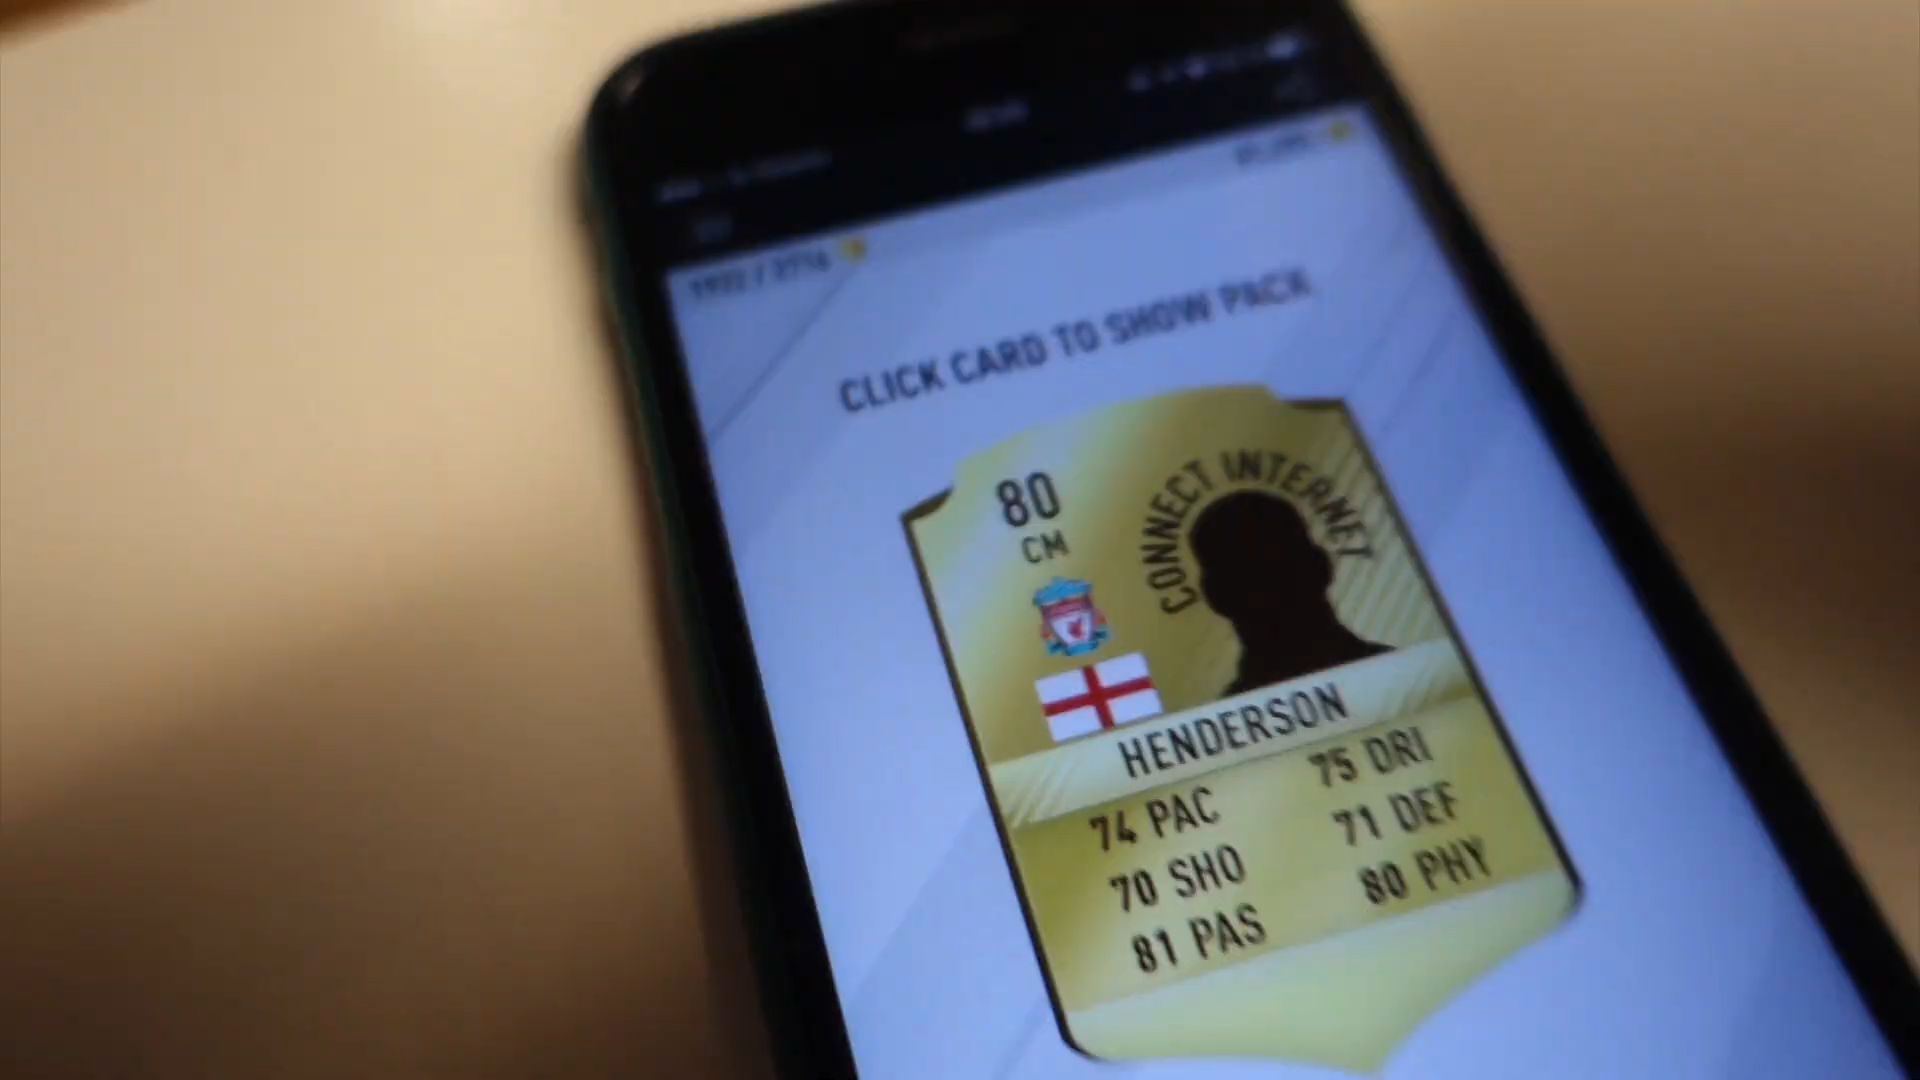 CLICK CARD TO SHOW PACK
80
CM
CONNECT INTERNET
HENDERSON
74 PAC
75 DRI
70 SHO
71 DEF
81 PAS
80 PHY